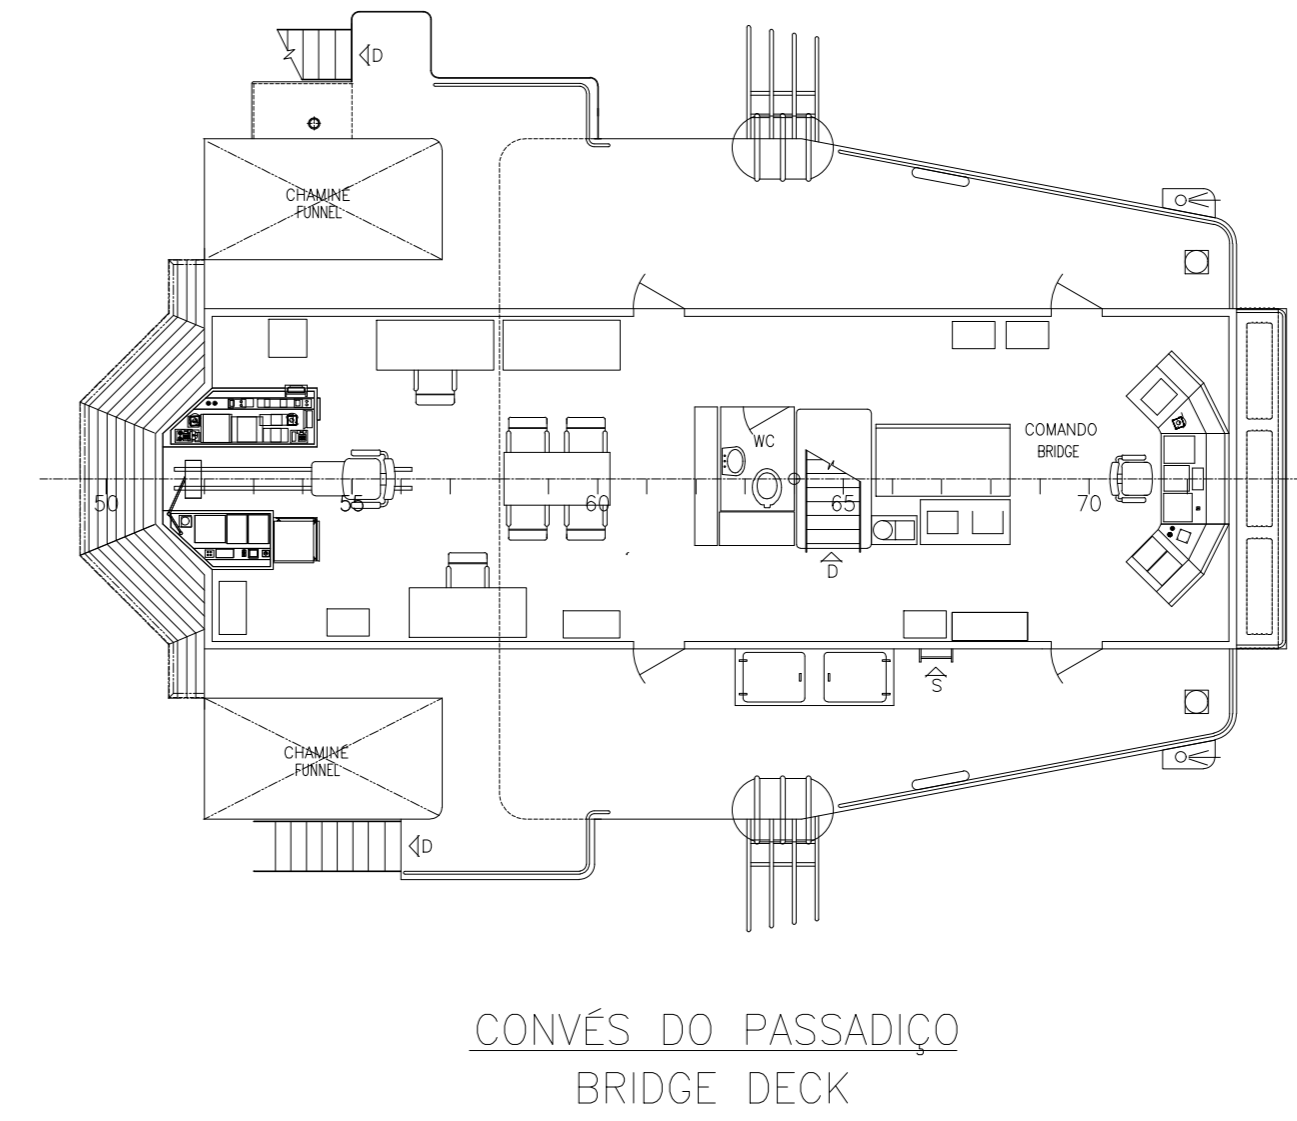 D
CHAMINÉ
FUNNEL
WC
COMANDO
BRIDGE
50
55
60
65
70
D
S
CHAMINÉ
FUNNEL
D
CONVÉS DO PASSADIÇO
BRIDGE DECK